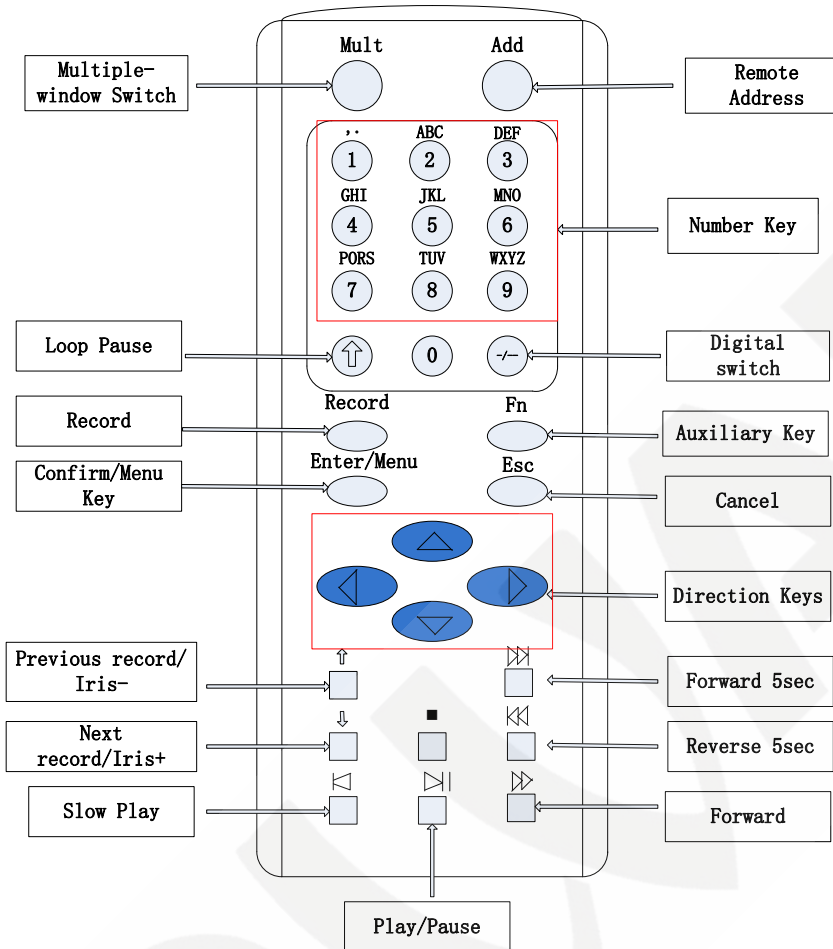 Mult
Add
Multiple-
window Switch
Remote
Address
,.
ABC
DEF
1
2
3
GHI
JKL
MNO
4
5
6
Number Key
PORS
TUV
WXYZ
7
8
9
Loop Pause
0
-/--
Digital
switch
Record
Fn
Record
Auxiliary Key
Enter/Menu
Esc
Confirm/Menu
Key
Cancel
Direction Keys
Previous record/
Iris-
Forward 5sec
Next
record/Iris+
Reverse 5sec
Slow Play
Forward
Play/Pause